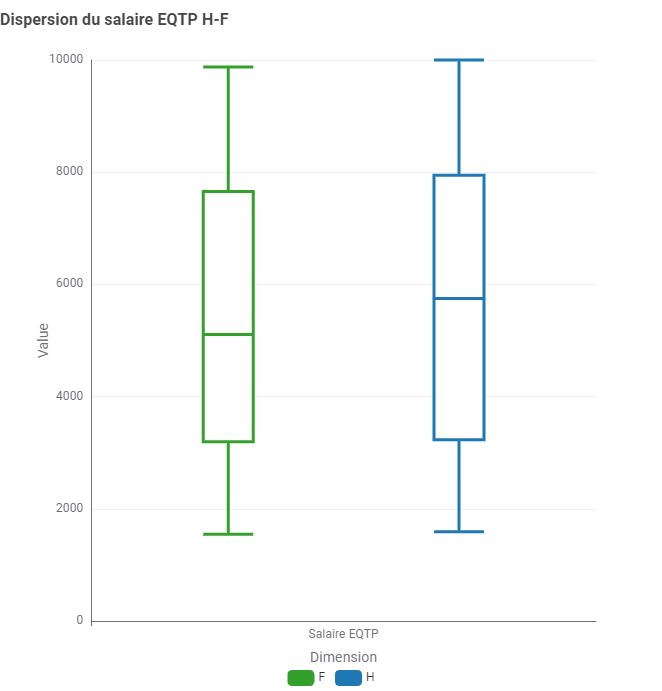 Dispersion du salaire EQTP H-F
10000
8000
6000
4000
2000
0
Value
Salaire EQTP
Dimension
F H